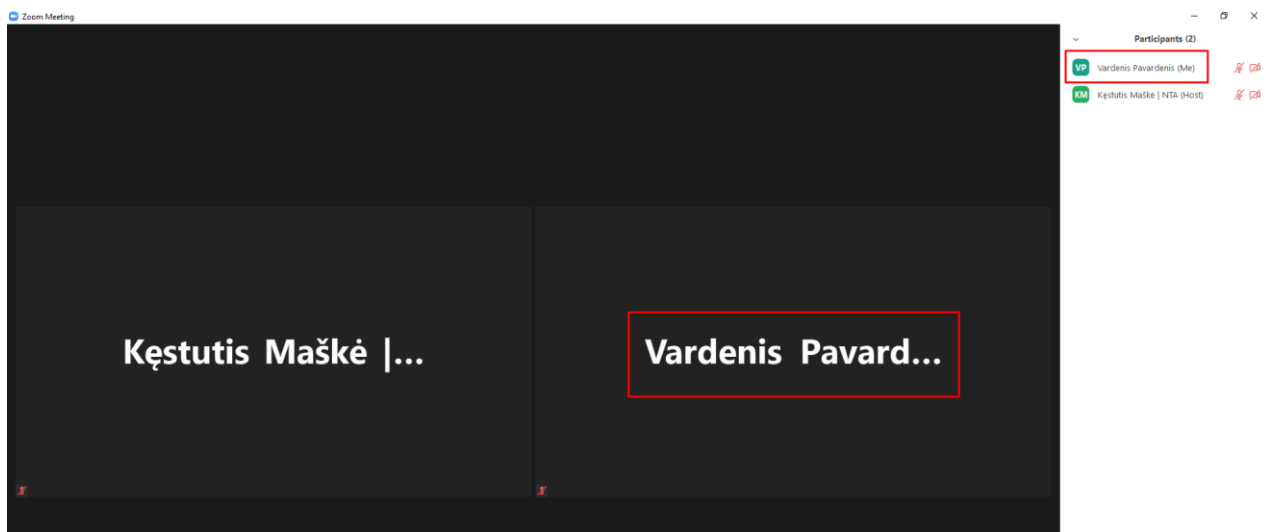 Zoom Meeting
Participants (2)
VP Vardenis Pavardenis (Me)
KM Kęstutis Maškė | NTA (Host)
Kęstutis Maškė |...
Vardenis Pavard...